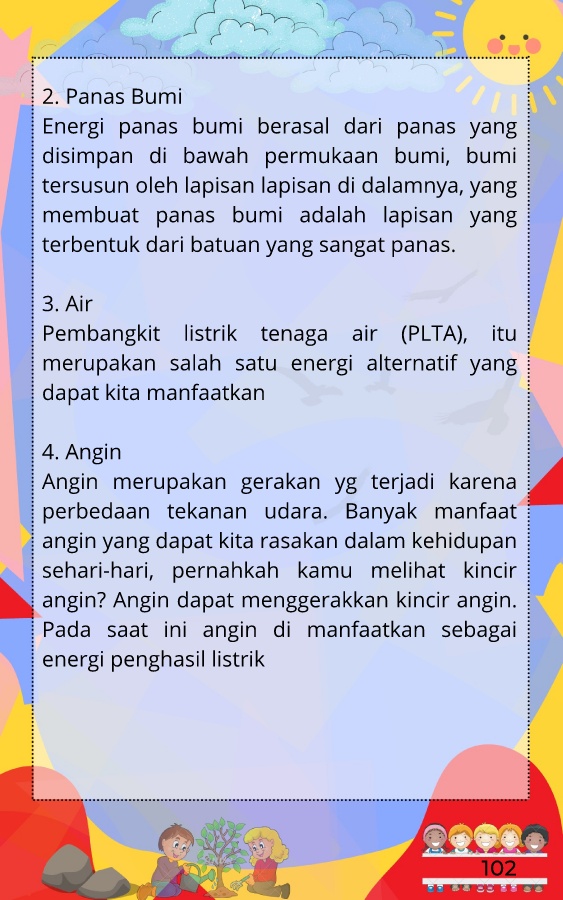 2. Panas Bumi
Energi panas bumi berasal dari panas yang
disimpan di bawah permukaan bumi, bumi
tersusun oleh lapisan lapisan di dalamnya, yang
membuat panas bumi adalah lapisan yang
terbentuk dari batuan yang sangat panas.
3. Air
Pembangkit listrik tenaga air (PLTA), itu
merupakan salah satu energi alternatif yang
dapat kita manfaatkan
4. Angin
Angin merupakan gerakan yg terjadi karena
perbedaan tekanan udara. Banyak manfaat
angin yang dapat kita rasakan dalam kehidupan
sehari-hari, pernahkah kamu melihat kincir
angin? Angin dapat menggerakkan kincir angin.
Pada saat ini angin di manfaatkan sebagai
energi penghasil listrik
102